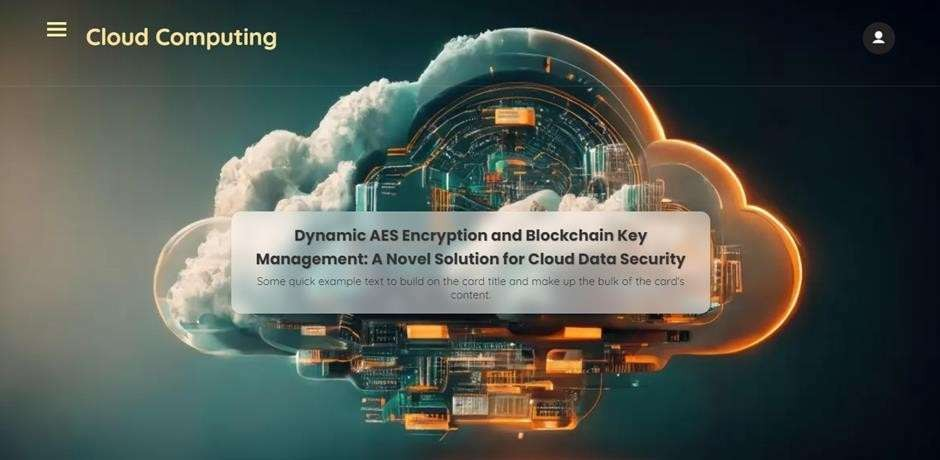 Cloud Computing
Dynamic AES Encryption and Blockchain Key
Management: A Novel Solution for Cloud Data Security
Some quick example text to build on the card title and make up the bulk of the card's
content.